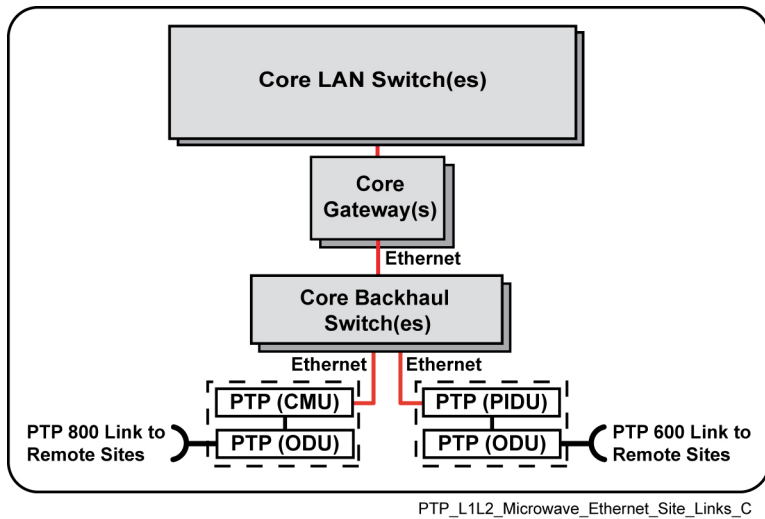 Core LAN Switch(es)
Core
Gateway(s)
Ethernet
Core Backhaul
Switch(es)
Ethernet
Ethernet
PTP (CMU)
PTP (PIDU)
PTP 800 Link to
Remote Sites
PTP (ODU)
PTP (ODU)
PTP 600 Link to
Remote Sites
PTP_L1L2_Microwave_Ethernet_Site_Links_C